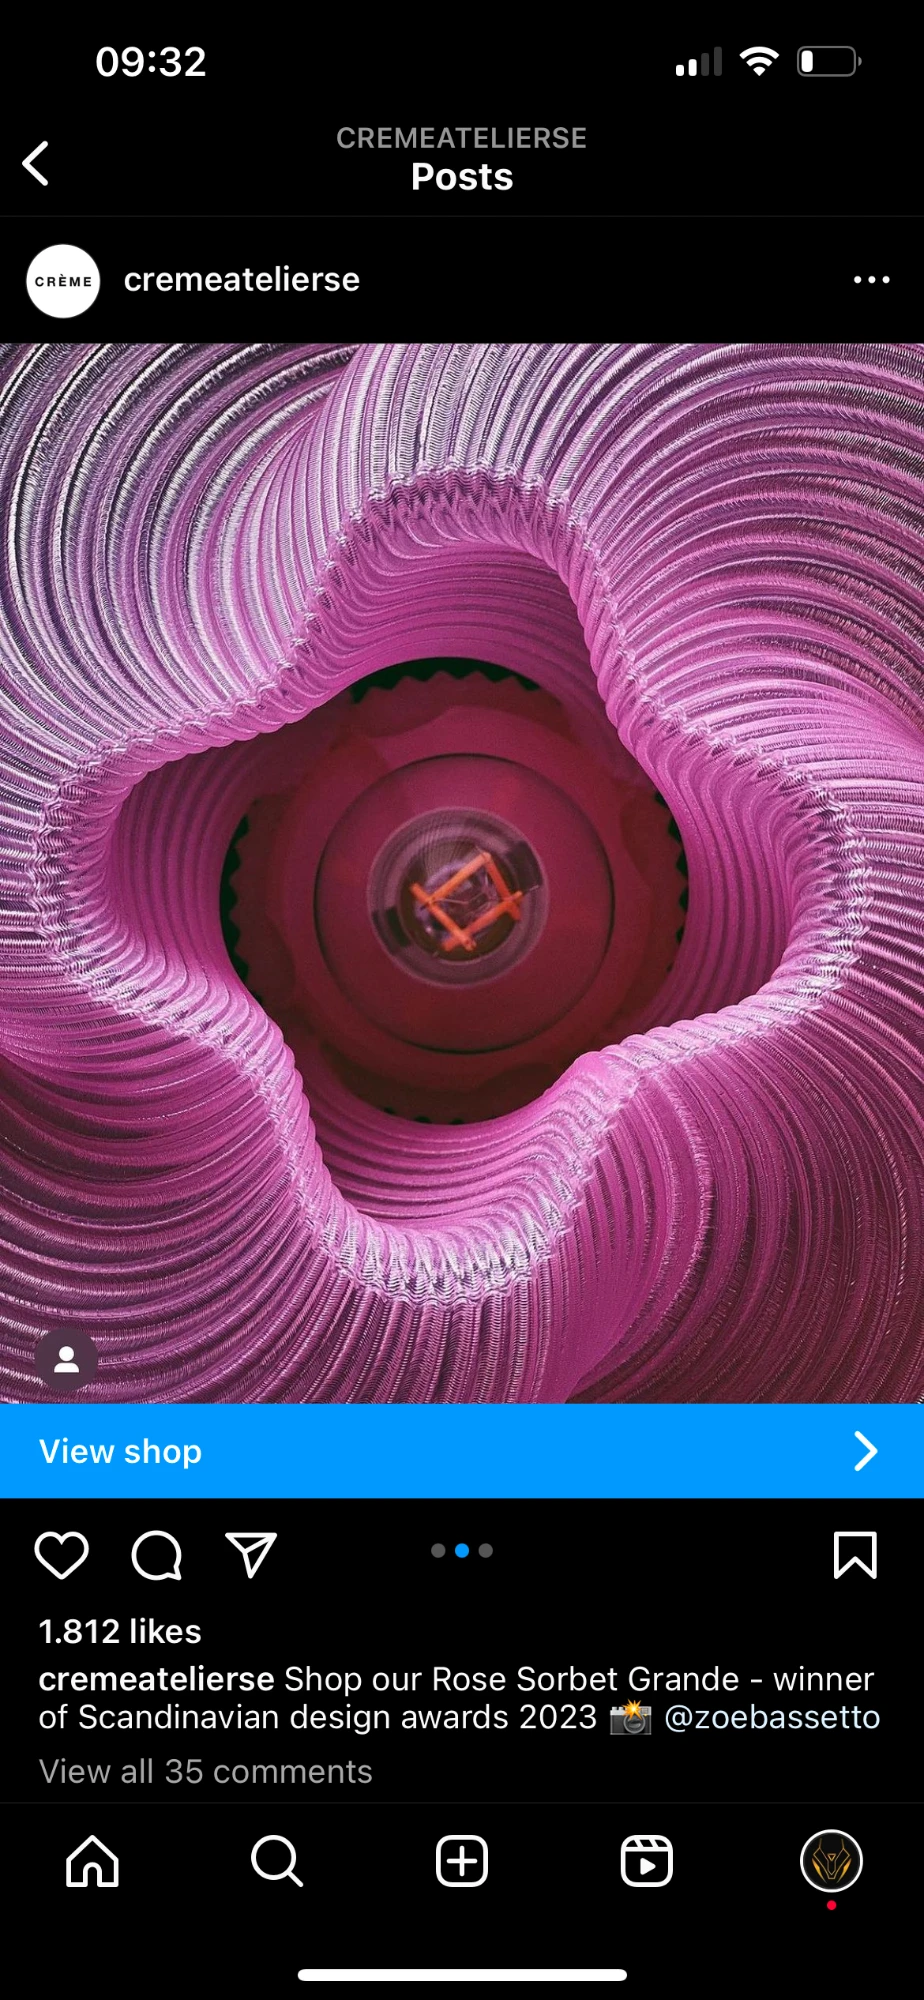 09:32
CREMEATELIERSE
Posts
CRÈME
cremeatelierse
View shop
1.812 likes
cremeatelierse Shop our Rose Sorbet Grande - winner
of Scandinavian design awards 2023 📸 @zoebassetto
View all 35 comments